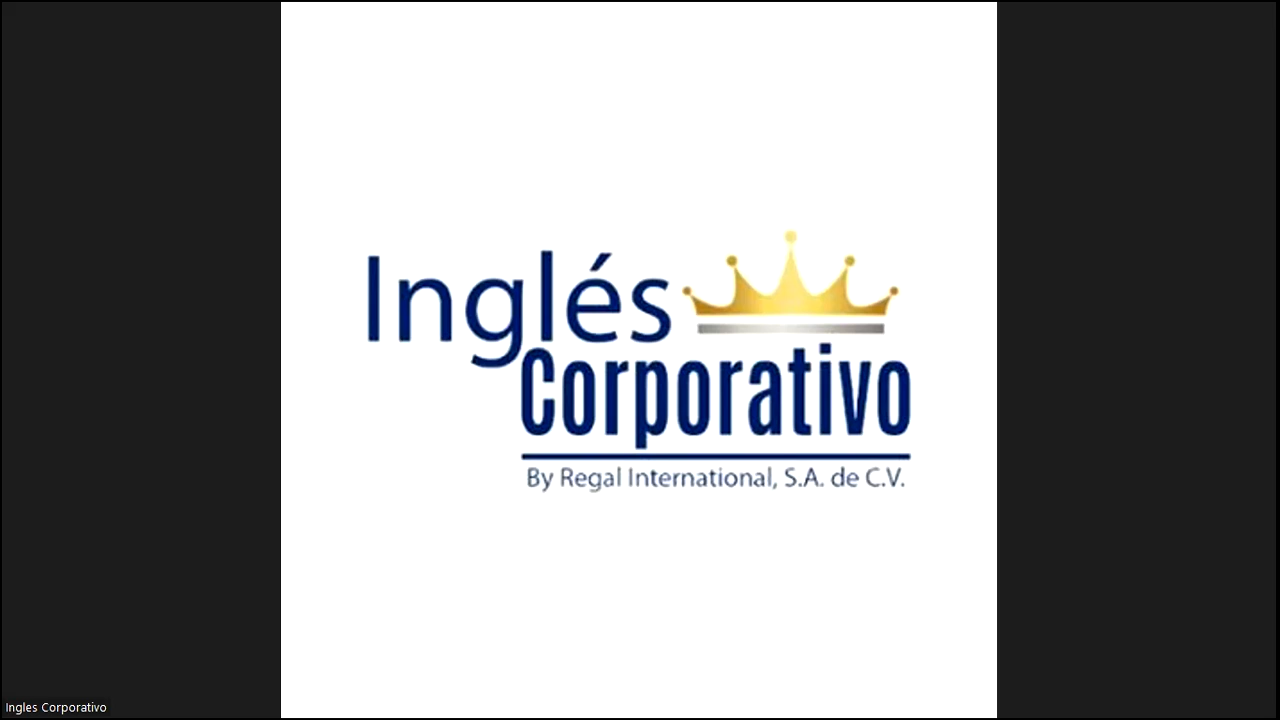 Inglés
Corporativo
By Regal International, S.A. de C.V.
Ingles Corporativo